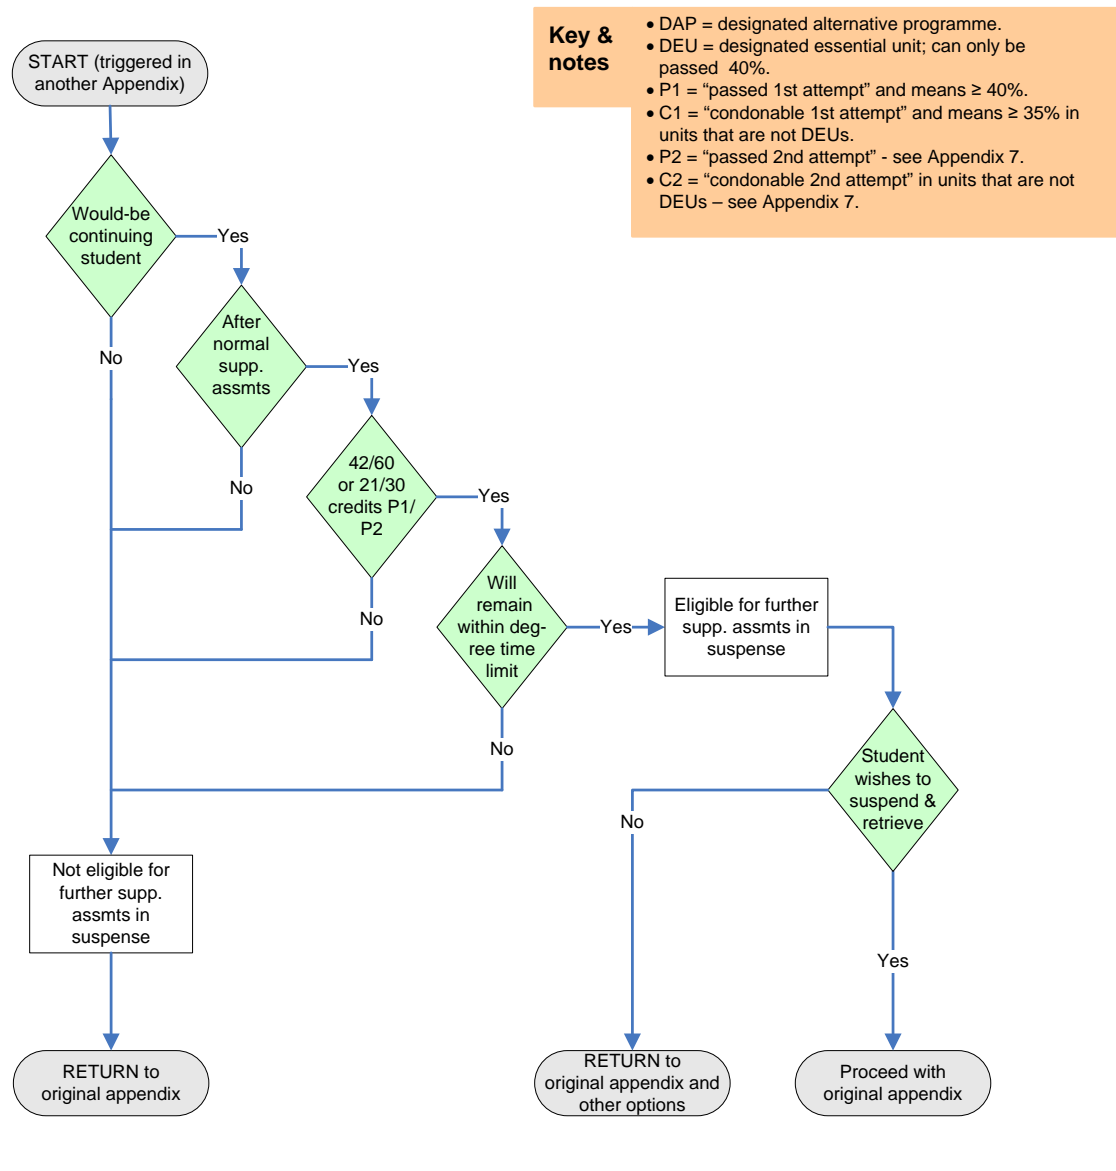 Key &
notes
• DAP = designated alternative programme.
• DEU = designated essential unit; can only be
passed  40%.
• P1 = “passed 1st attempt” and means ≥ 40%.
• C1 = “condonable 1st attempt” and means ≥ 35% in
units that are not DEUs.
• P2 = “passed 2nd attempt” - see Appendix 7.
• C2 = “condonable 2nd attempt” in units that are not
DEUs – see Appendix 7.
START (triggered in
another Appendix)
Would-be
continuing
student
Yes
No
After
normal
supp.
assmts
Yes
No
42/60
or 21/30
credits P1/
P2
Yes
No
Will
remain
within deg-
ree time
limit
Yes
No
Eligible for further
supp. assmts in
suspense
Student
wishes to
suspend &
retrieve
No
Yes
Not eligible for
further supp.
assmts in
suspense
RETURN to
original appendix
RETURN to
original appendix and
other options
Proceed with
original appendix